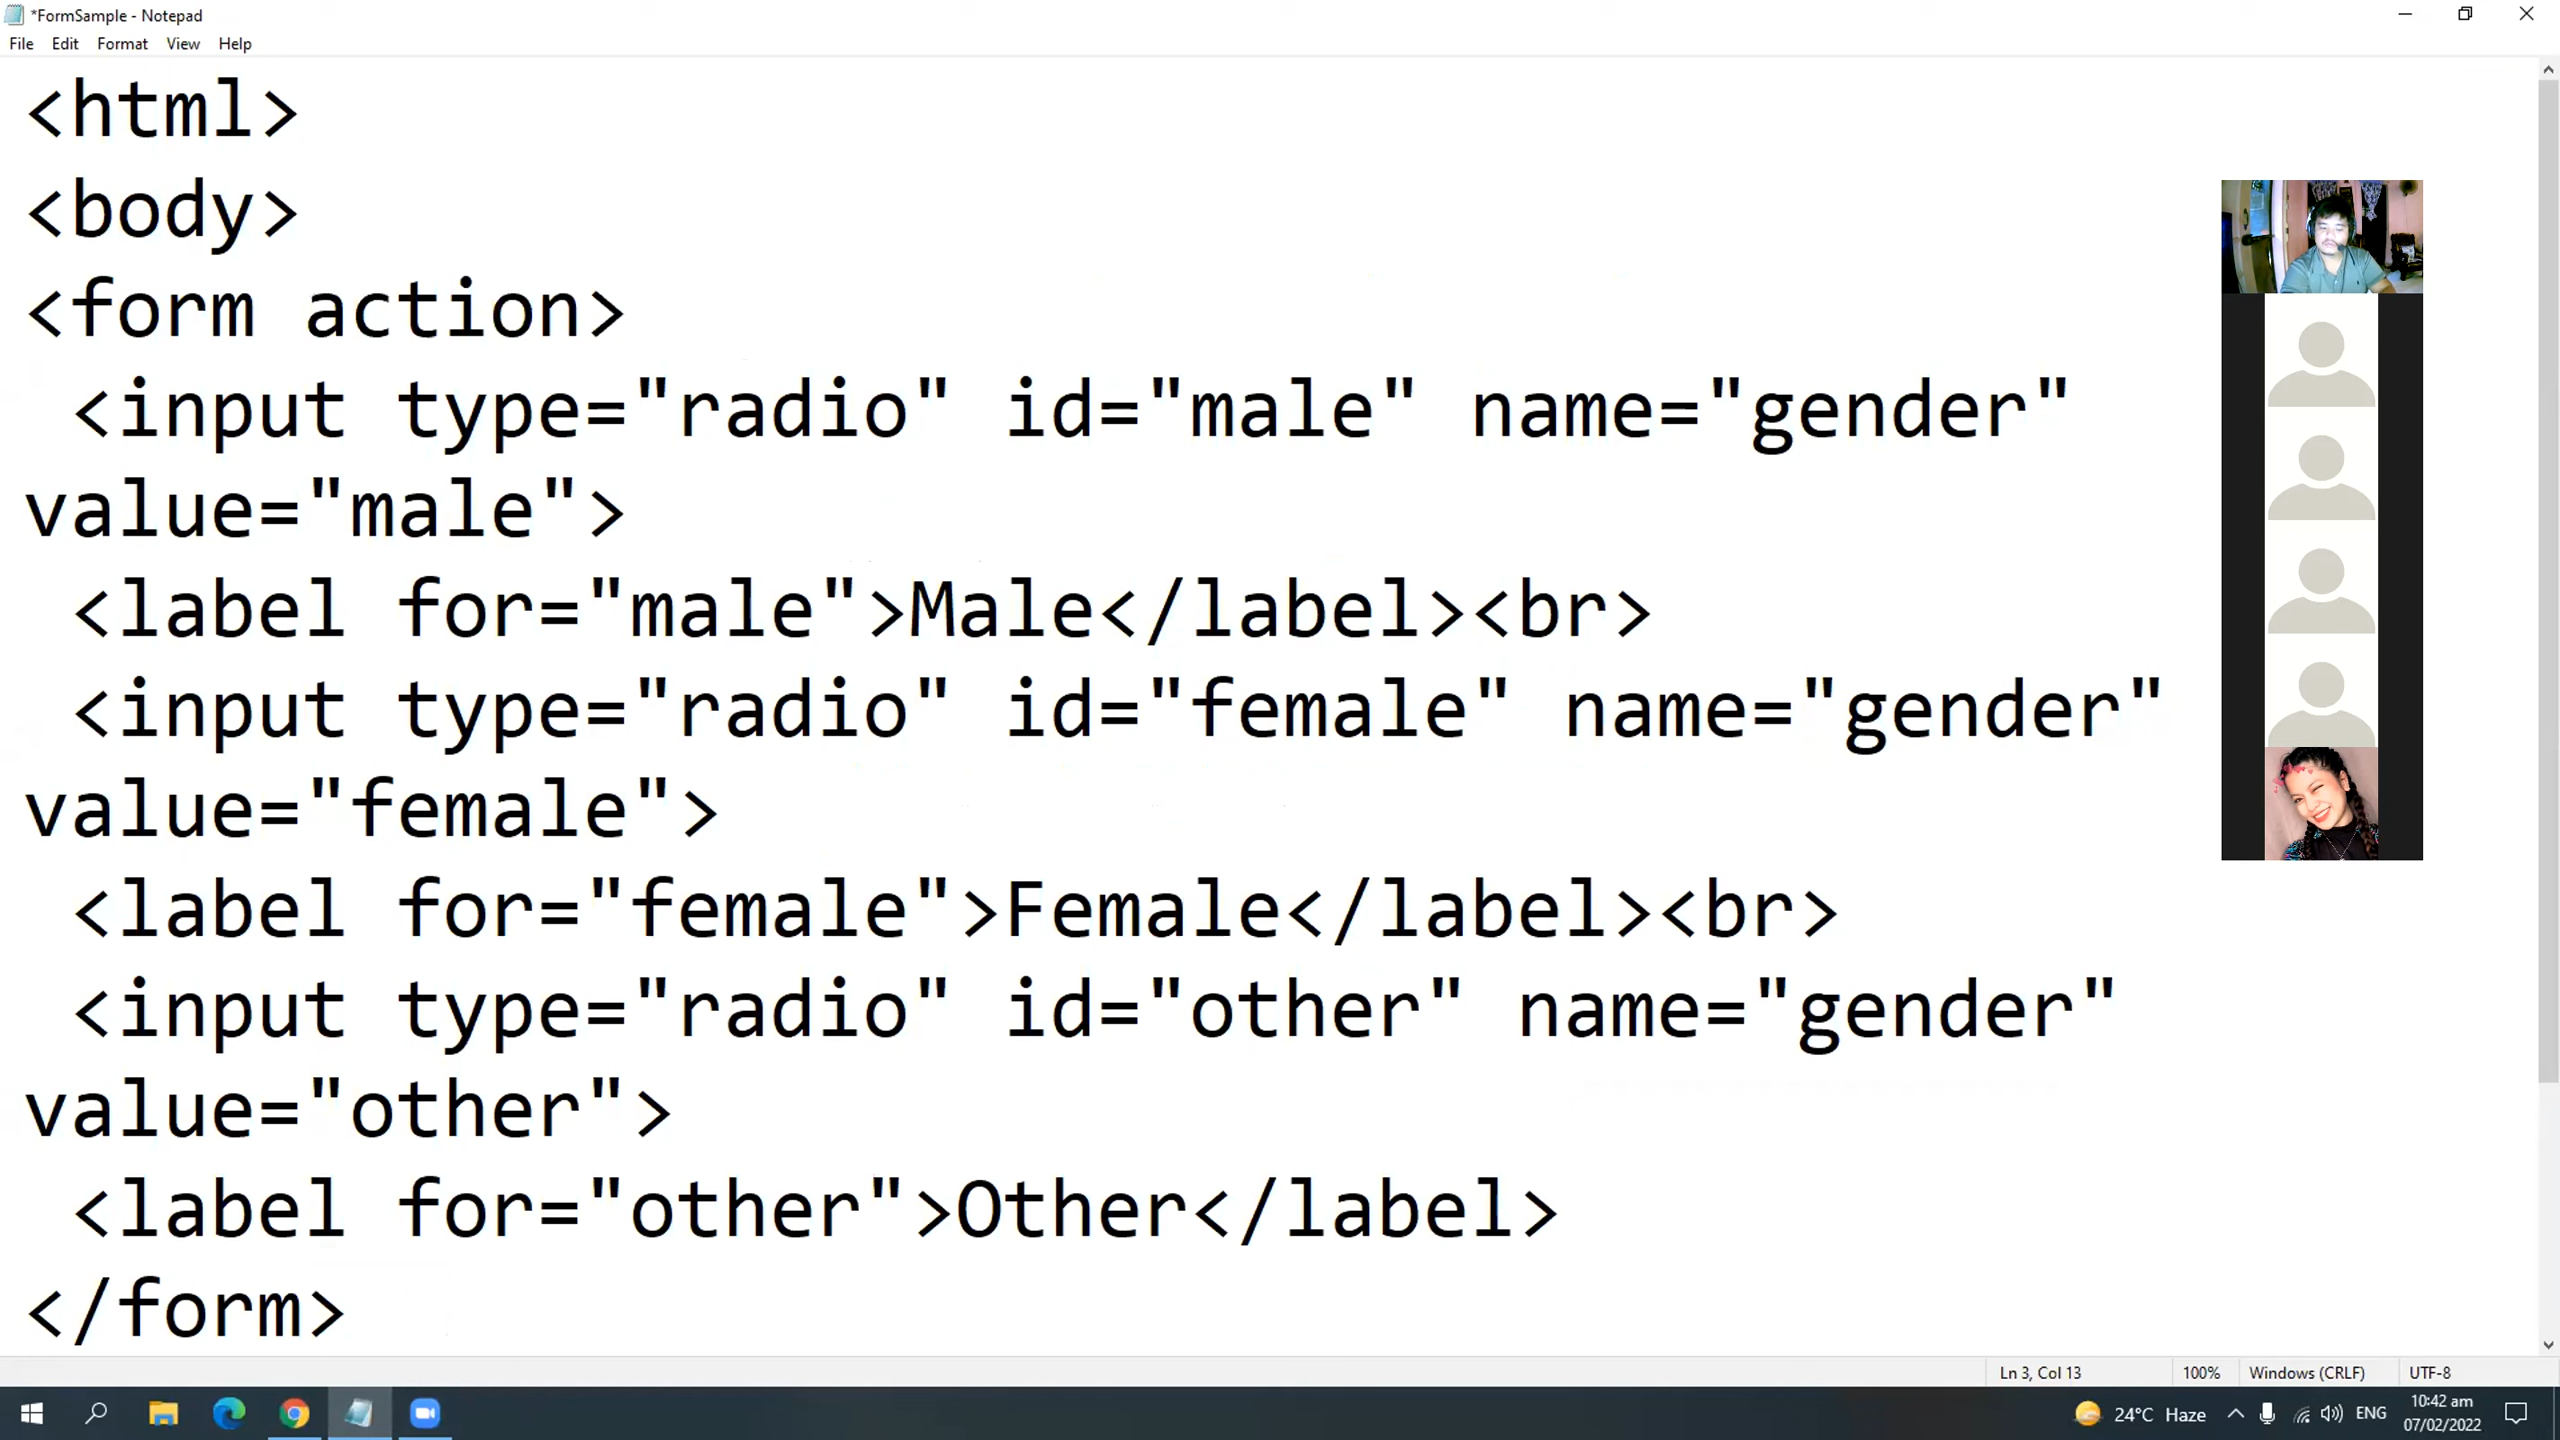 *FormSample - Notepad
File Edit Format View Help
<html>
<body>
<form action>
<input type="radio" id="male" name="gender"
value="male">
<label for="male">Male</label><br>
<input type="radio" id="female" name="gender"
value="female">
<label for="female">Female</label><br>
<input type="radio" id="other" name="gender"
value="other">
<label for="other">Other</label>
</form>
Ln 3, Col 13 100% Windows (CRLF) UTF-8
24°C Haze ENG 10:42 am
07/02/2022